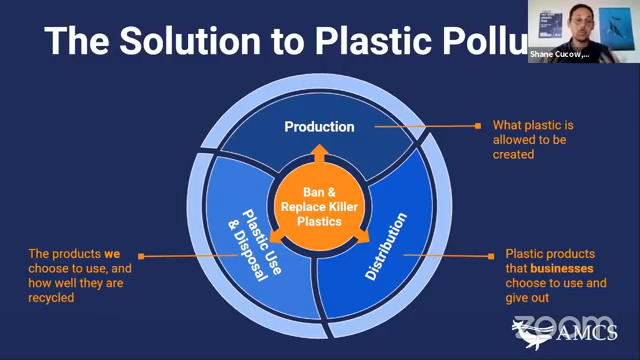 The Solution to Plastic Pollu
Shane Cucow,...
Production
What plastic is
allowed to be
created
Ban &
Replace Killer
Plastics
Plastic Use
& Disposal
Distribution
The products we
choose to use, and
how well they are
recycled
Plastic products
that businesses
choose to use and
give out
zoom
AMCS